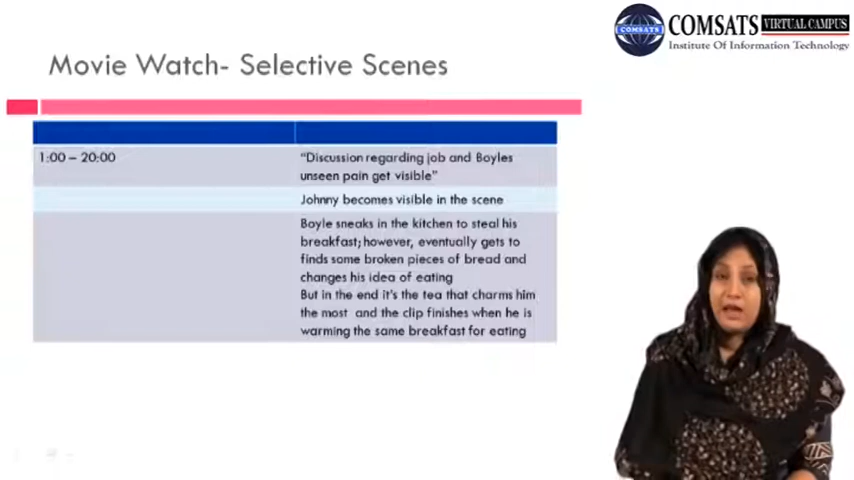 COMSATS VIRTUAL CAMPUS
Institute Of Information Technology
COMSATS
Movie Watch- Selective Scenes
1:00 – 20:00
“Discussion regarding job and Boyles
unseen pain get visible”
Johnny becomes visible in the scene
Boyle sneaks in the kitchen to steal his
breakfast; however, eventually gets to
finds some broken pieces of bread and
changes his idea of eating
But in the end it's the tea that charms him
the most and the clip finishes when he is
warming the same breakfast for eating